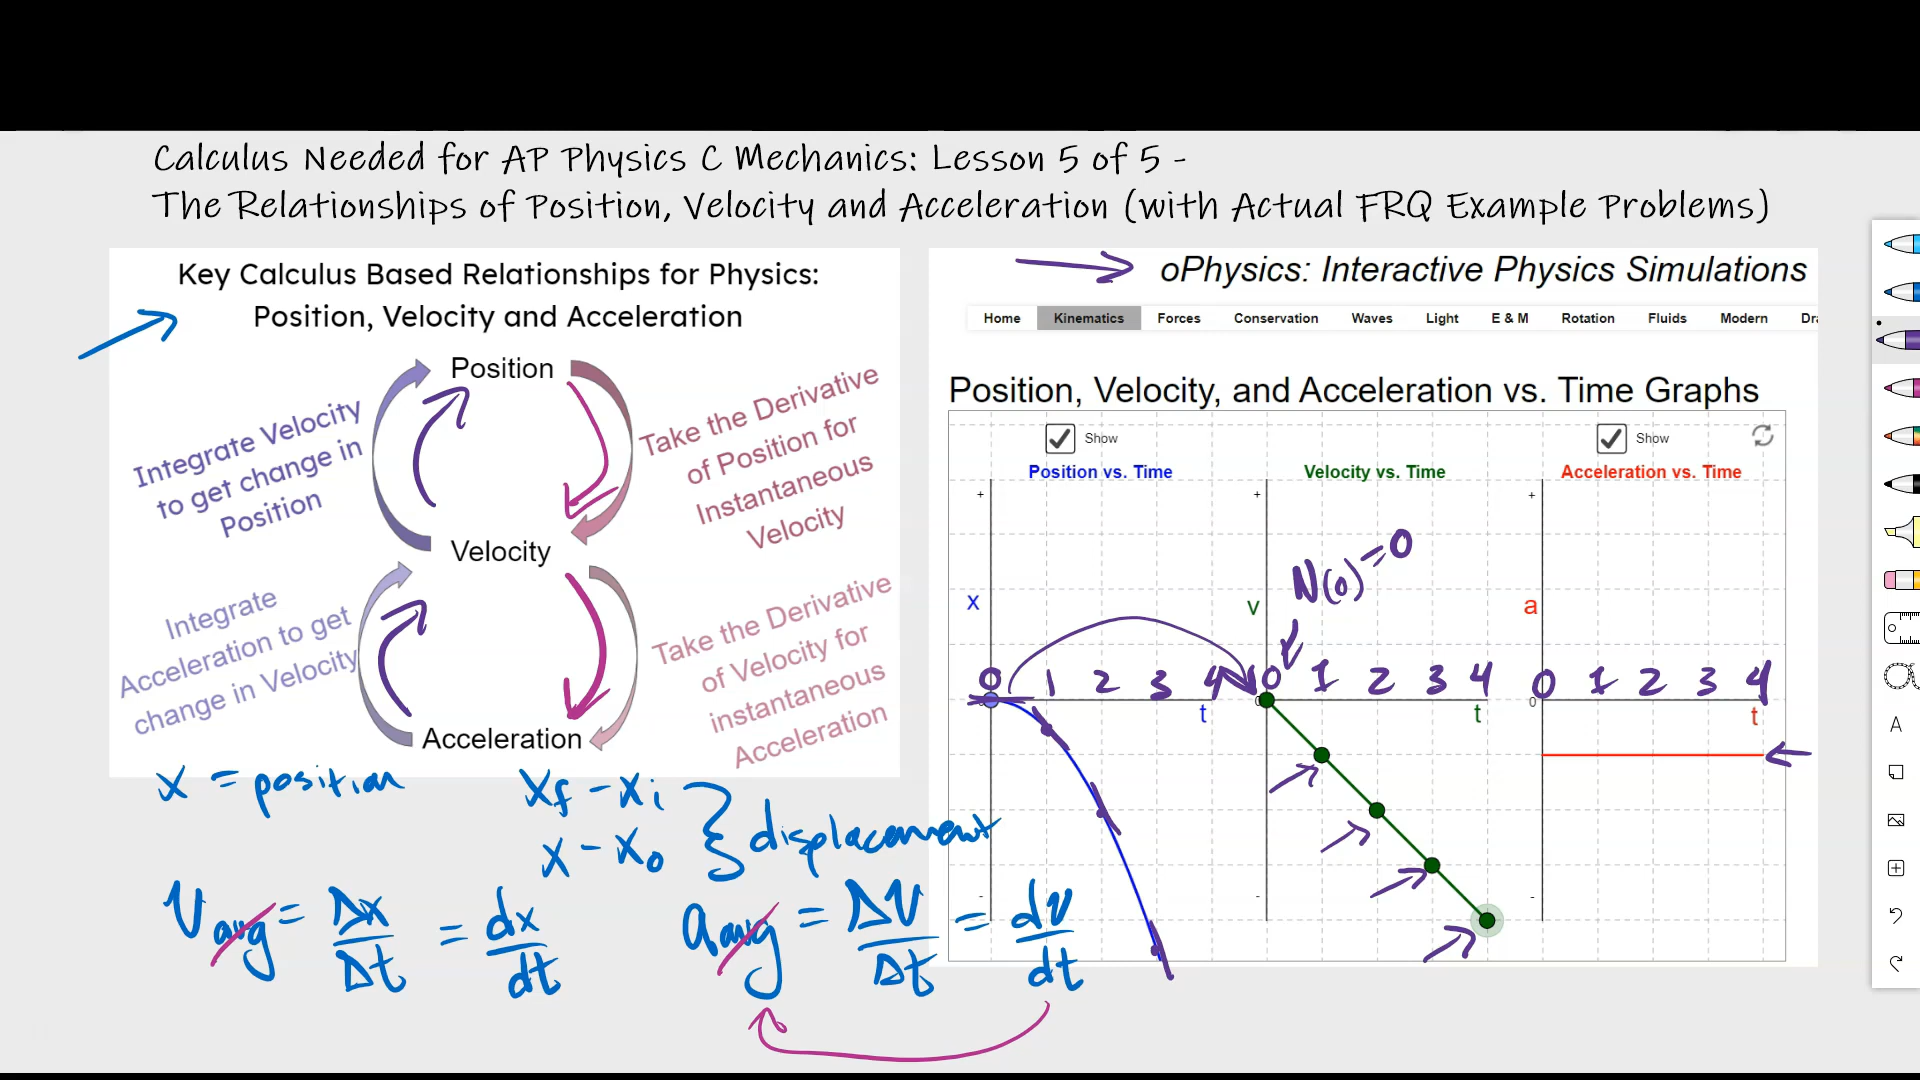 Calculus Needed for AP Physics C Mechanics: Lesson 5 of 5 -
The Relationships of Position, Velocity and Acceleration (with Actual FRQ Example Problems)
Key Calculus Based Relationships for Physics:
Position, Velocity and Acceleration
Position
Integrate Velocity
to get change in
Position
Take the Derivative
of Position for
Instantaneous
Velocity
Velocity
Integrate
Acceleration to get
change in Velocity
Take the Derivative
of Velocity for
instantaneous
Acceleration
Acceleration
x = position
xf - xi
x - x0
} displacement
Vavg = Δx/Δt = dx/dt
aavg = ΔV/Δt = dv/dt
oPhysics: Interactive Physics Simulations
Home Kinematics Forces Conservation Waves Light E & M Rotation Fluids Modern Dra
Position, Velocity, and Acceleration vs. Time Graphs
Show
Position vs. Time
+
x
0 1 2 3 4
t
Velocity vs. Time
+
v
N(0) = 0
0 1 2 3 4
0
t
-
Show
Acceleration vs. Time
+
a
0 1 2 3 4
0
t
-
A